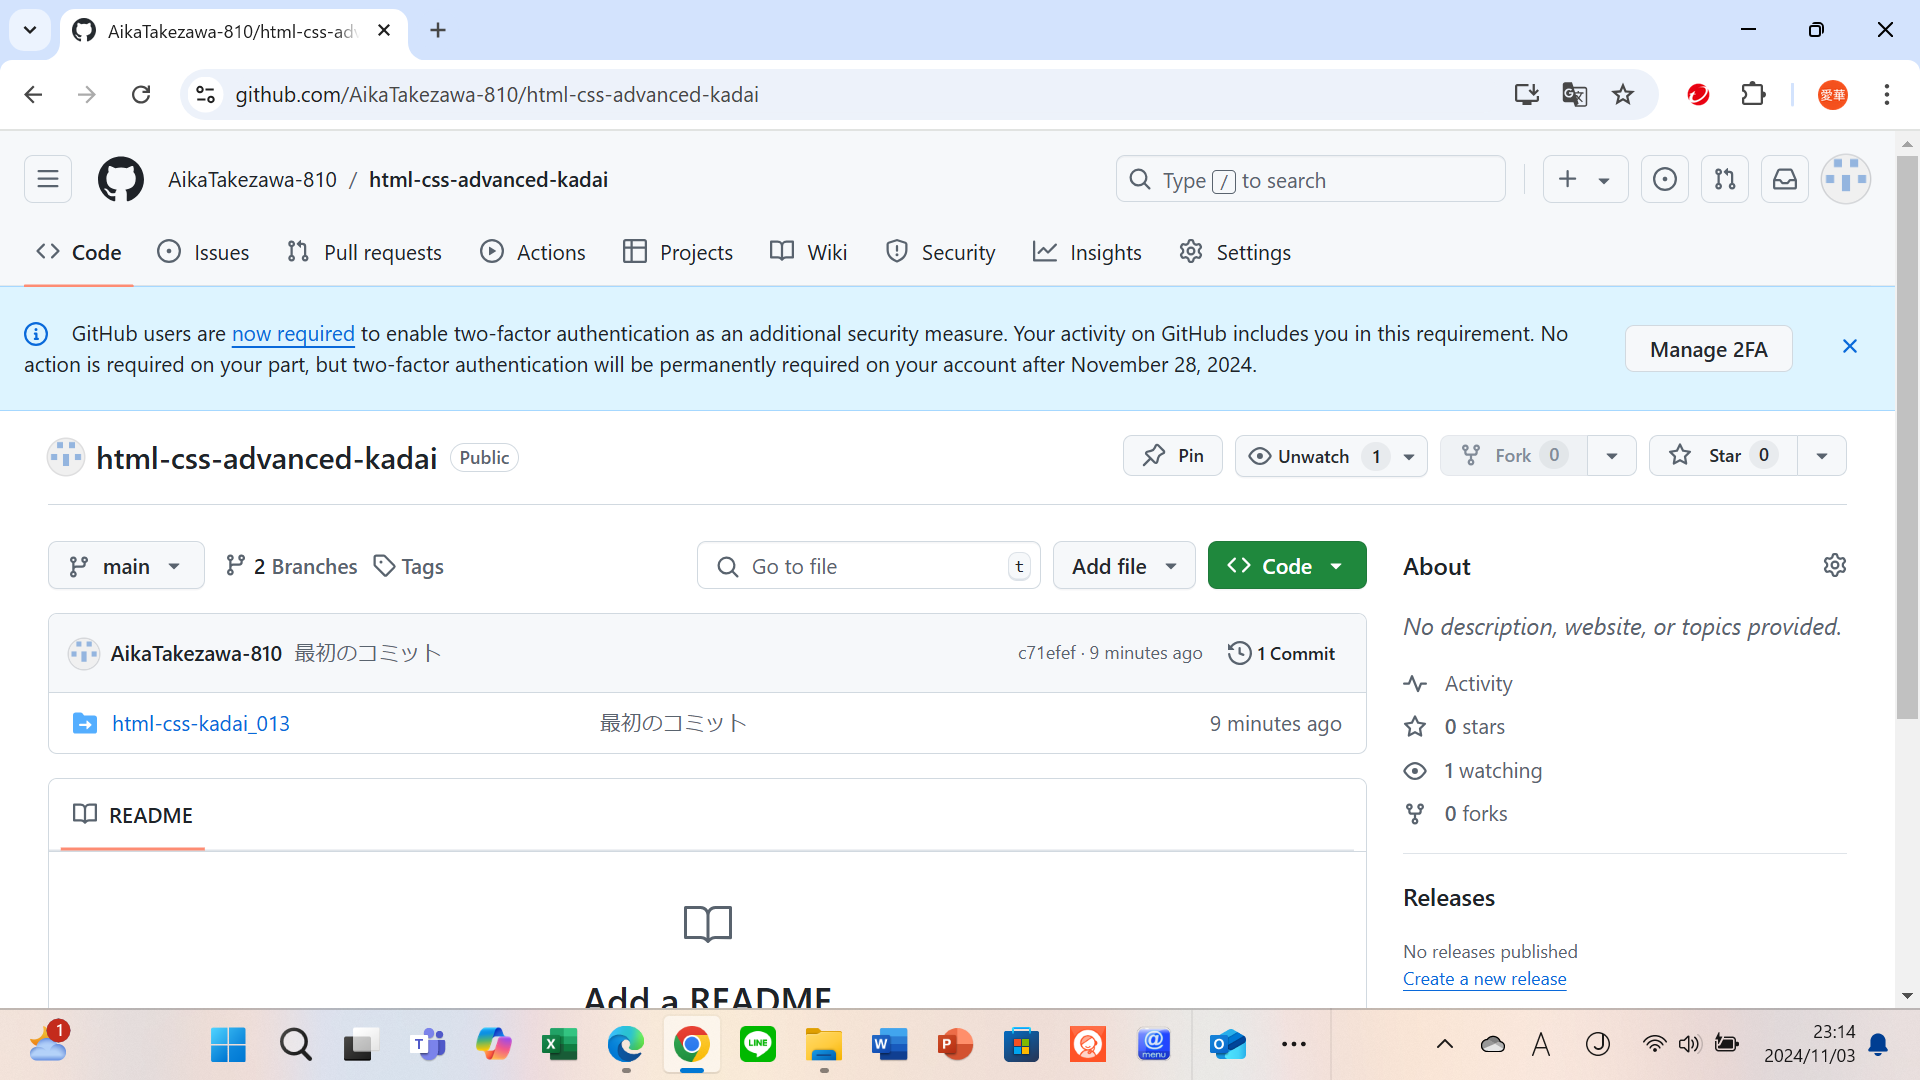 AikaTakezawa-810/html-css-adv
github.com/AikaTakezawa-810/html-css-advanced-kadai
愛華
AikaTakezawa-810 / html-css-advanced-kadai
Type / to search
Code Issues Pull requests Actions Projects Wiki Security Insights Settings
GitHub users are now required to enable two-factor authentication as an additional security measure. Your activity on GitHub includes you in this requirement. No
action is required on your part, but two-factor authentication will be permanently required on your account after November 28, 2024.
Manage 2FA
html-css-advanced-kadai Public
Pin Unwatch 1 Fork 0 Star 0
main 2 Branches Tags Go to file t Add file Code
AikaTakezawa-810 最初のコミット c71efef · 9 minutes ago 1 Commit
html-css-kadai_013 最初のコミット 9 minutes ago
README
Add a README
About
No description, website, or topics provided.
Activity
0 stars
1 watching
0 forks
Releases
No releases published
Create a new release
1
T
X
LINE
W
P
@
menu
O
A
J
23:14
2024/11/03